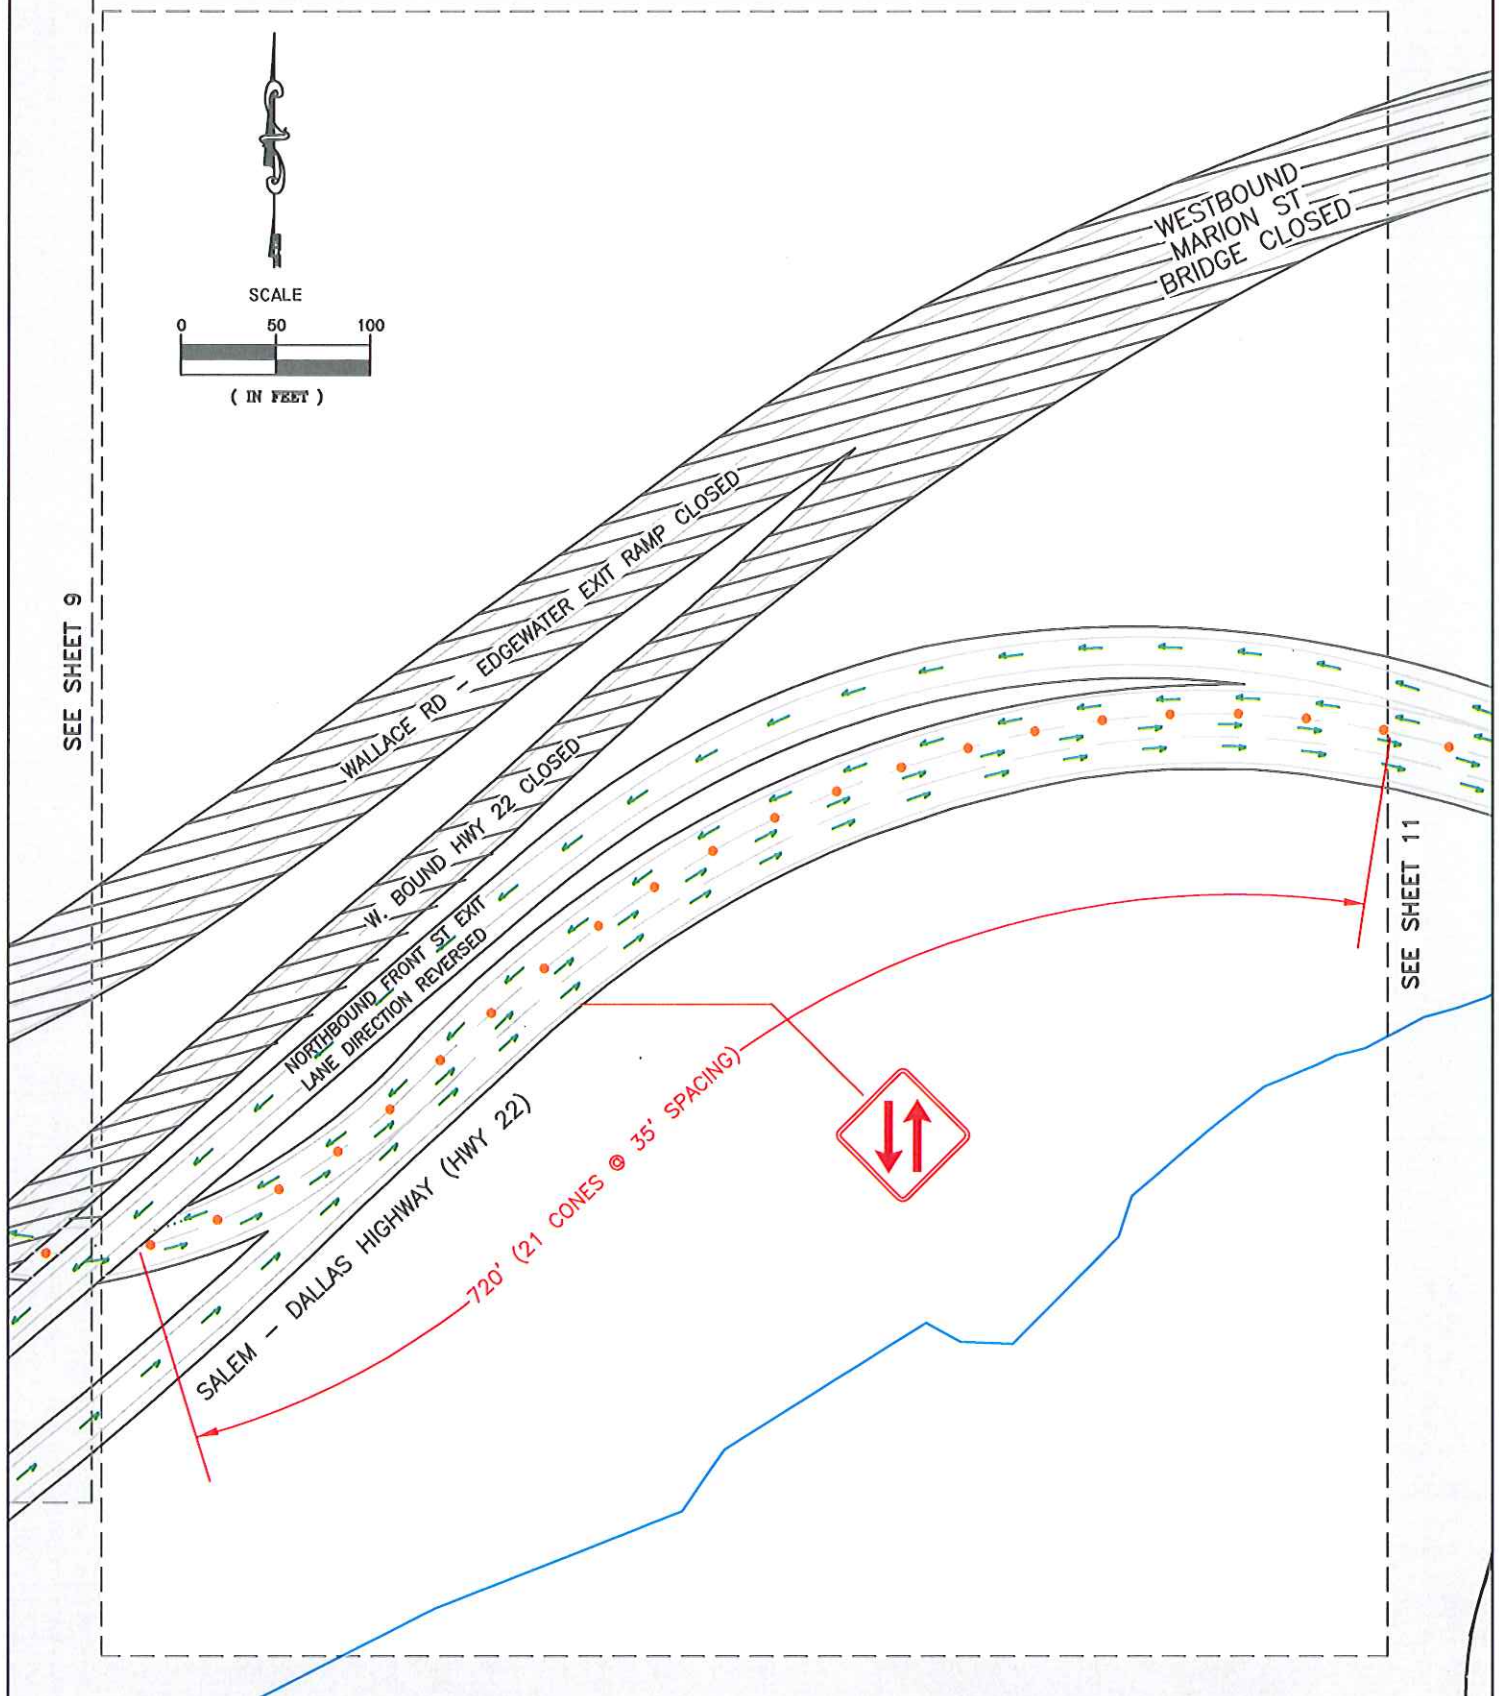 WESTBOUND
MARION ST
BRIDGE CLOSED
SCALE
0 50 100
( IN FEET )
WALLACE RD - EDGEWATER EXIT RAMP CLOSED
SEE SHEET 9
W. BOUND HWY 22 CLOSED
NORTHBOUND FRONT ST EXIT
LANE DIRECTION REVERSED
SEE SHEET 11
SALEM - DALLAS HIGHWAY (HWY 22)
720' (21 CONES @ 35' SPACING)